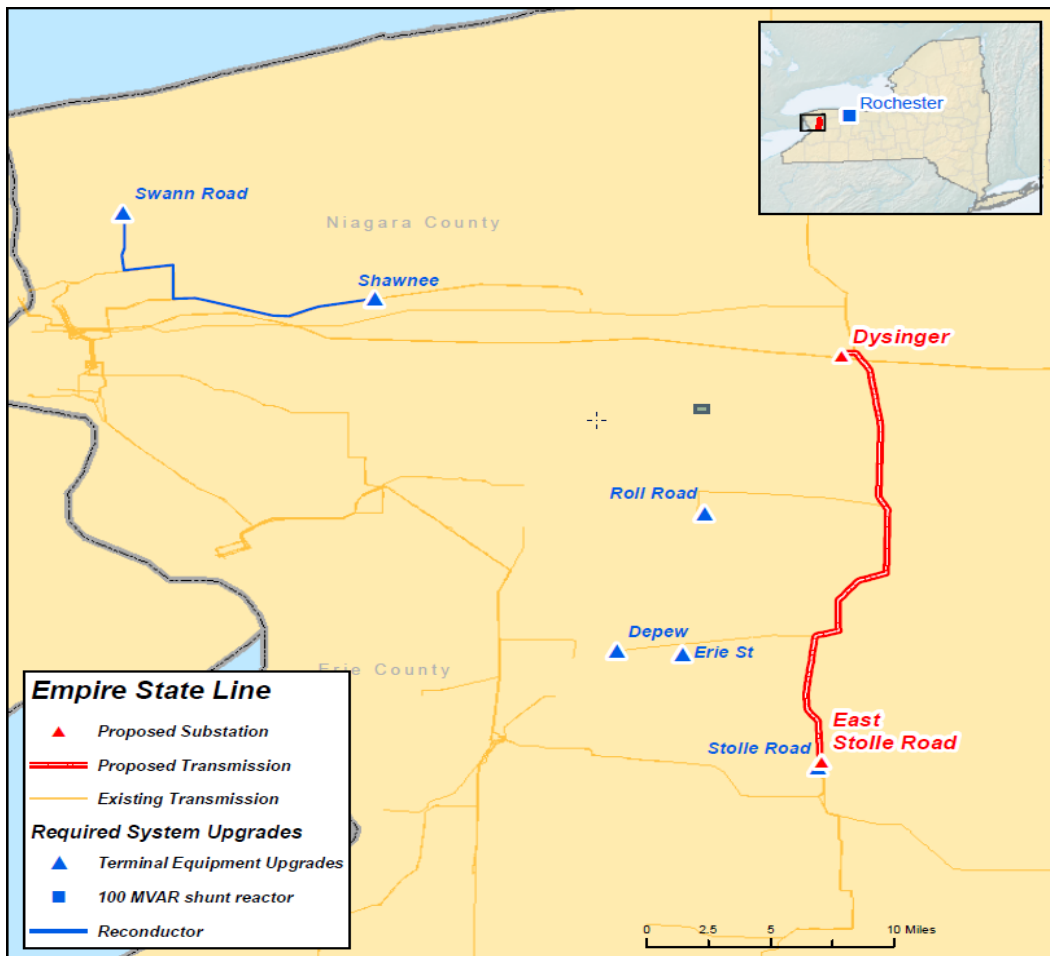 Rochester
Swann Road
Niagara County
Shawnee
Dysinger
Roll Road
Depew
Erie St
Erie County
East
Stolle Road
Stolle Road
Empire State Line
Proposed Substation
Proposed Transmission
Existing Transmission
Required System Upgrades
Terminal Equipment Upgrades
100 MVAR shunt reactor
Reconductor
0 2.5 5 10 Miles